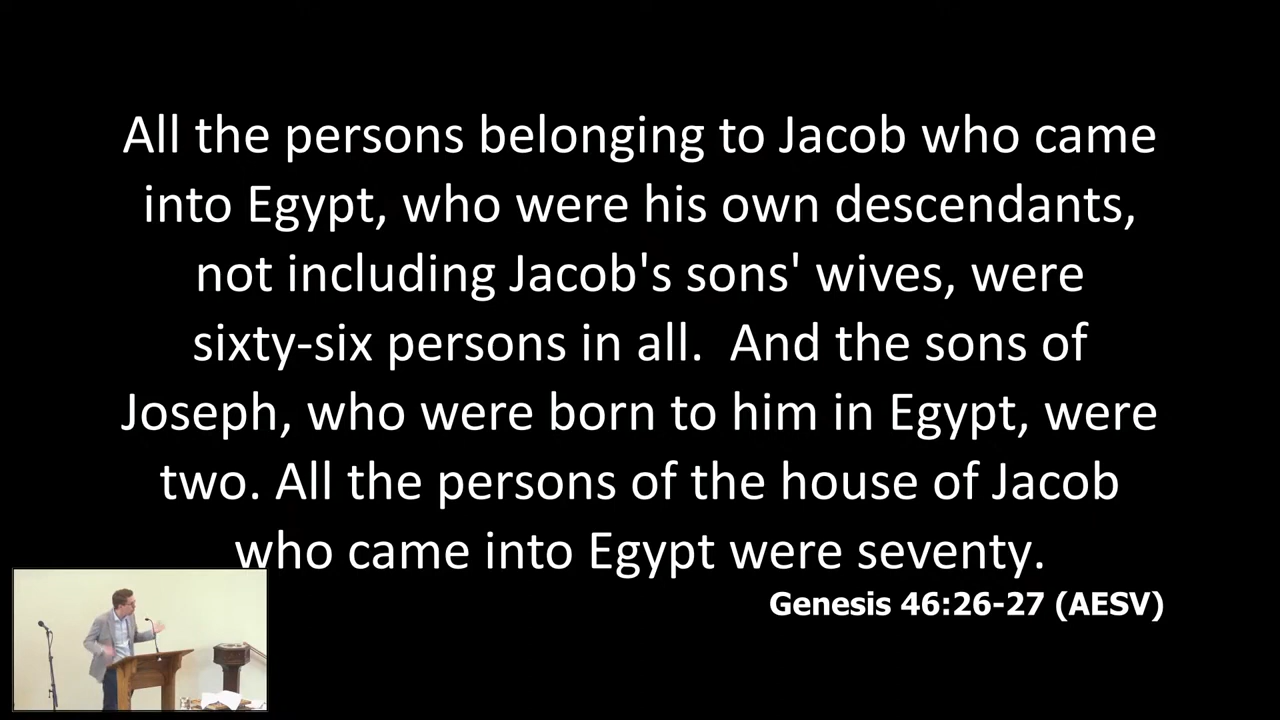 All the persons belonging to Jacob who came
into Egypt, who were his own descendants,
not including Jacob's sons' wives, were
sixty-six persons in all.  And the sons of
Joseph, who were born to him in Egypt, were
two. All the persons of the house of Jacob
who came into Egypt were seventy.
Genesis 46:26-27 (AESV)